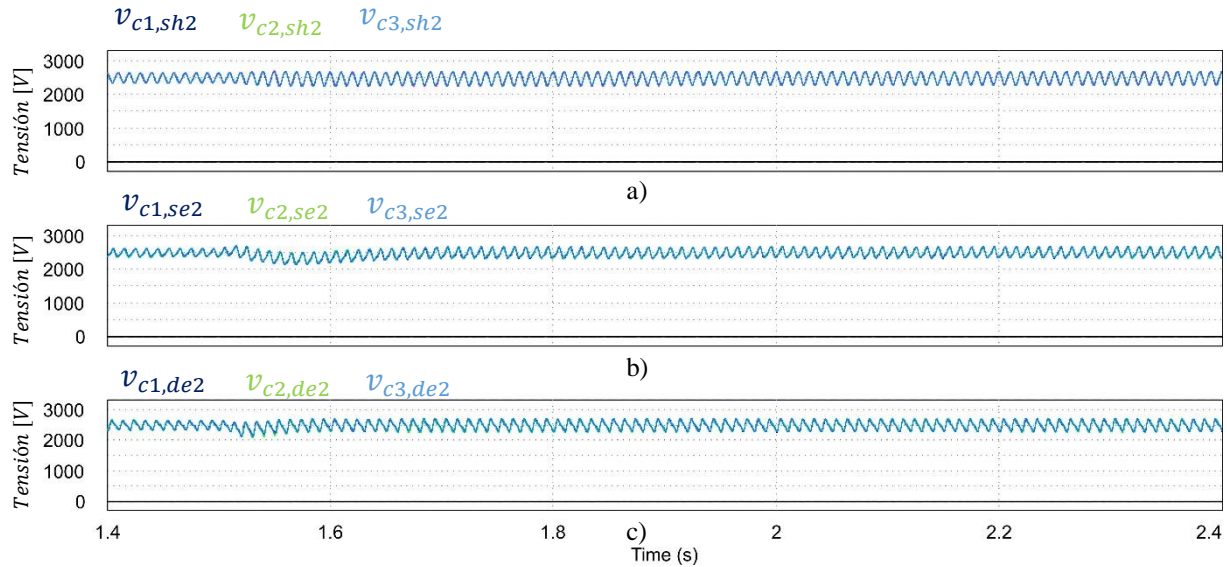 v_{c1,sh2} v_{c2,sh2} v_{c3,sh2}
3000
2000
1000
0
Tensión [V]
a)
v_{c1,se2} v_{c2,se2} v_{c3,se2}
3000
2000
1000
0
Tensión [V]
b)
v_{c1,de2} v_{c2,de2} v_{c3,de2}
3000
2000
1000
0
Tensión [V]
1.4 1.6 1.8 2 2.2 2.4
c)
Time (s)